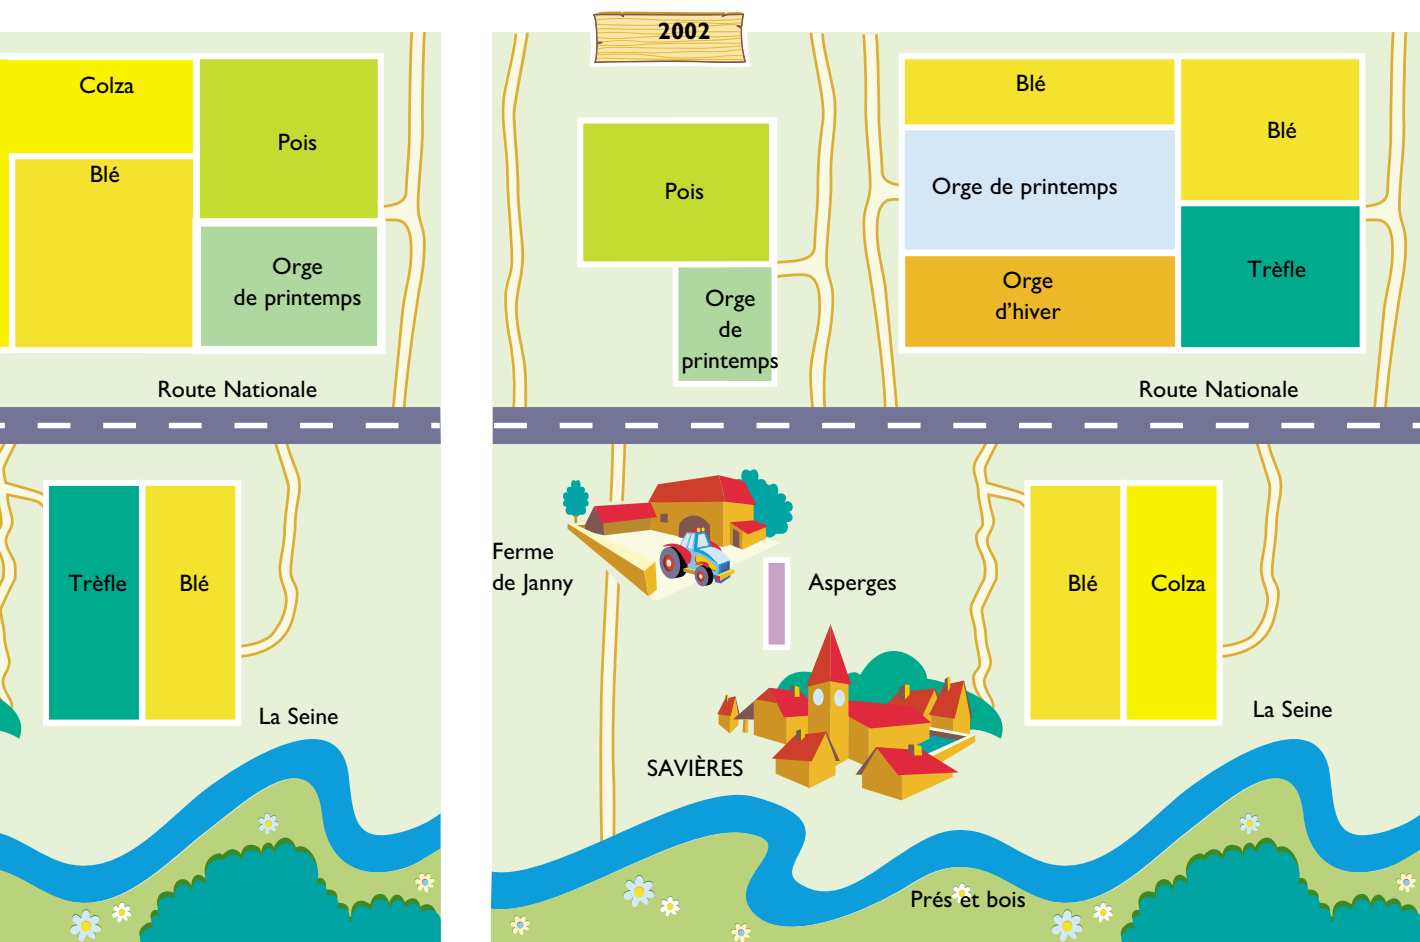 Colza
Pois
Blé
Orge
de printemps
Route Nationale
Trèfle
Blé
La Seine
2002
Pois
Orge
de
printemps
Blé
Blé
Orge de printemps
Orge
d'hiver
Trèfle
Route Nationale
Ferme
de Janny
Asperges
Blé
Colza
SAVIÈRES
La Seine
Prés et bois